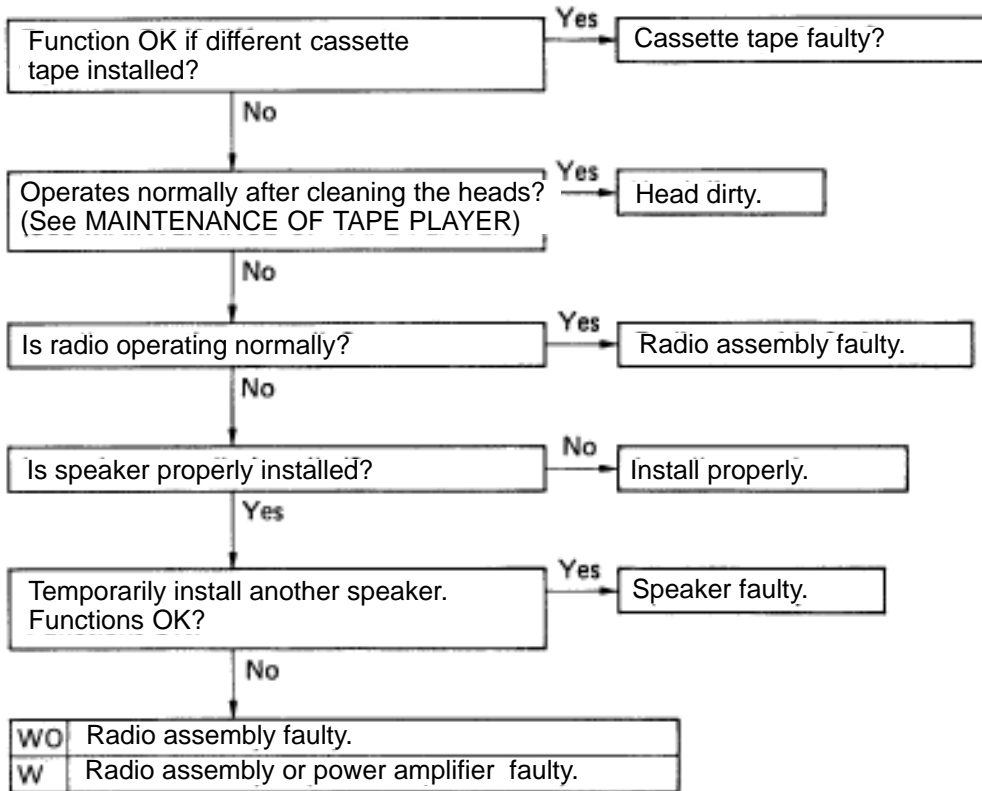 Function OK if different cassette
tape installed?
Yes
Cassette tape faulty?
No
Operates normally after cleaning the heads?
(See MAINTENANCE OF TAPE PLAYER)
Yes
Head dirty.
No
Is radio operating normally?
Yes
Radio assembly faulty.
No
Is speaker properly installed?
No
Install properly.
Yes
Temporarily install another speaker.
Functions OK?
Yes
Speaker faulty.
No
WO Radio assembly faulty.
W Radio assembly or power amplifier faulty.